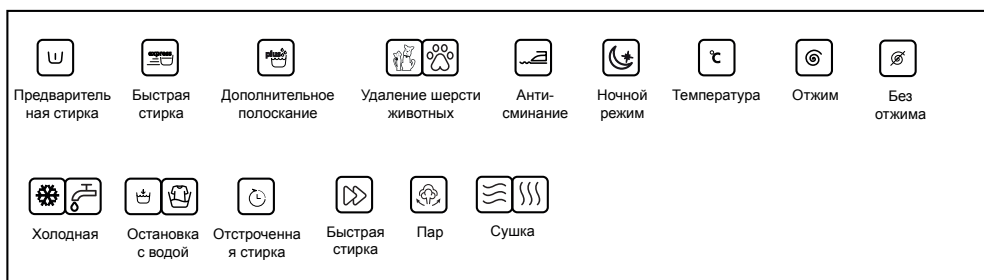 express
plus
°C
Предваритель
ная стирка
Быстрая
стирка
Дополнительное
полоскание
Удаление шерсти
животных
Анти-
сминание
Ночной
режим
Температура
Отжим
Без
отжима
Холодная
Остановка
с водой
Отстроченна
я стирка
Быстрая
стирка
Пар
Сушка